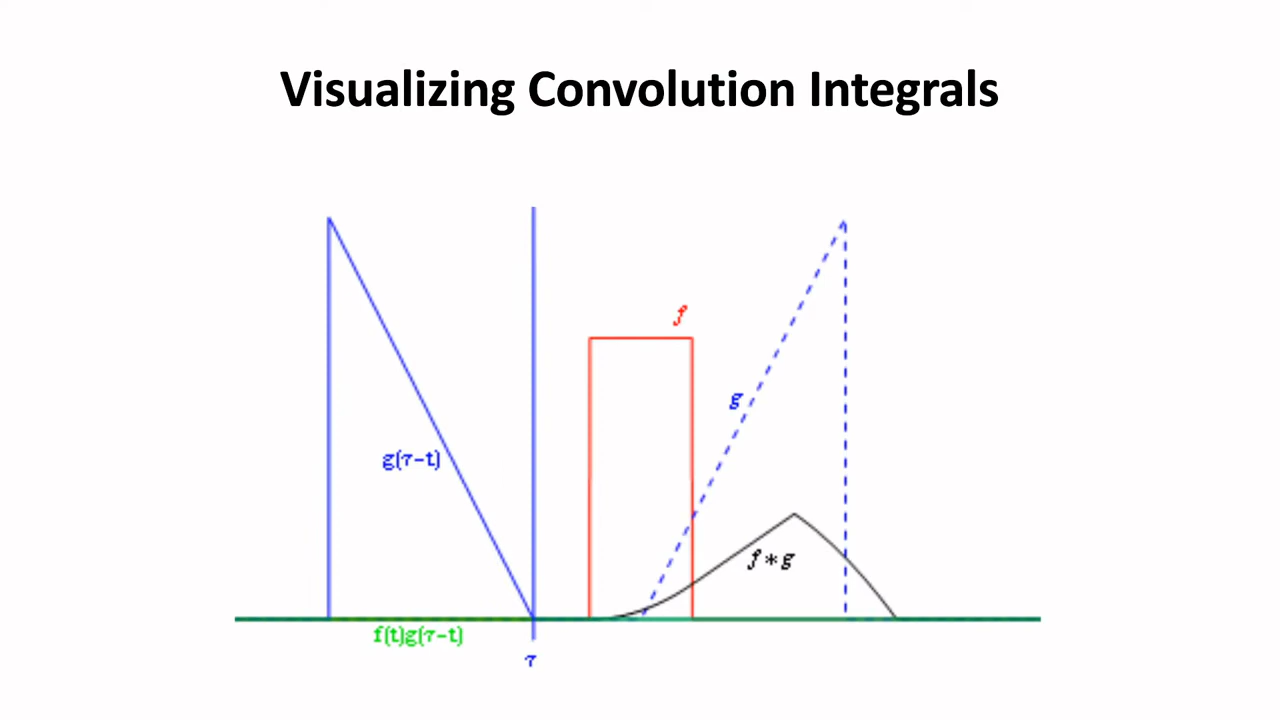 Visualizing Convolution Integrals
f
g
g(τ-t)
f∗g
f(t)g(τ-t)
τ